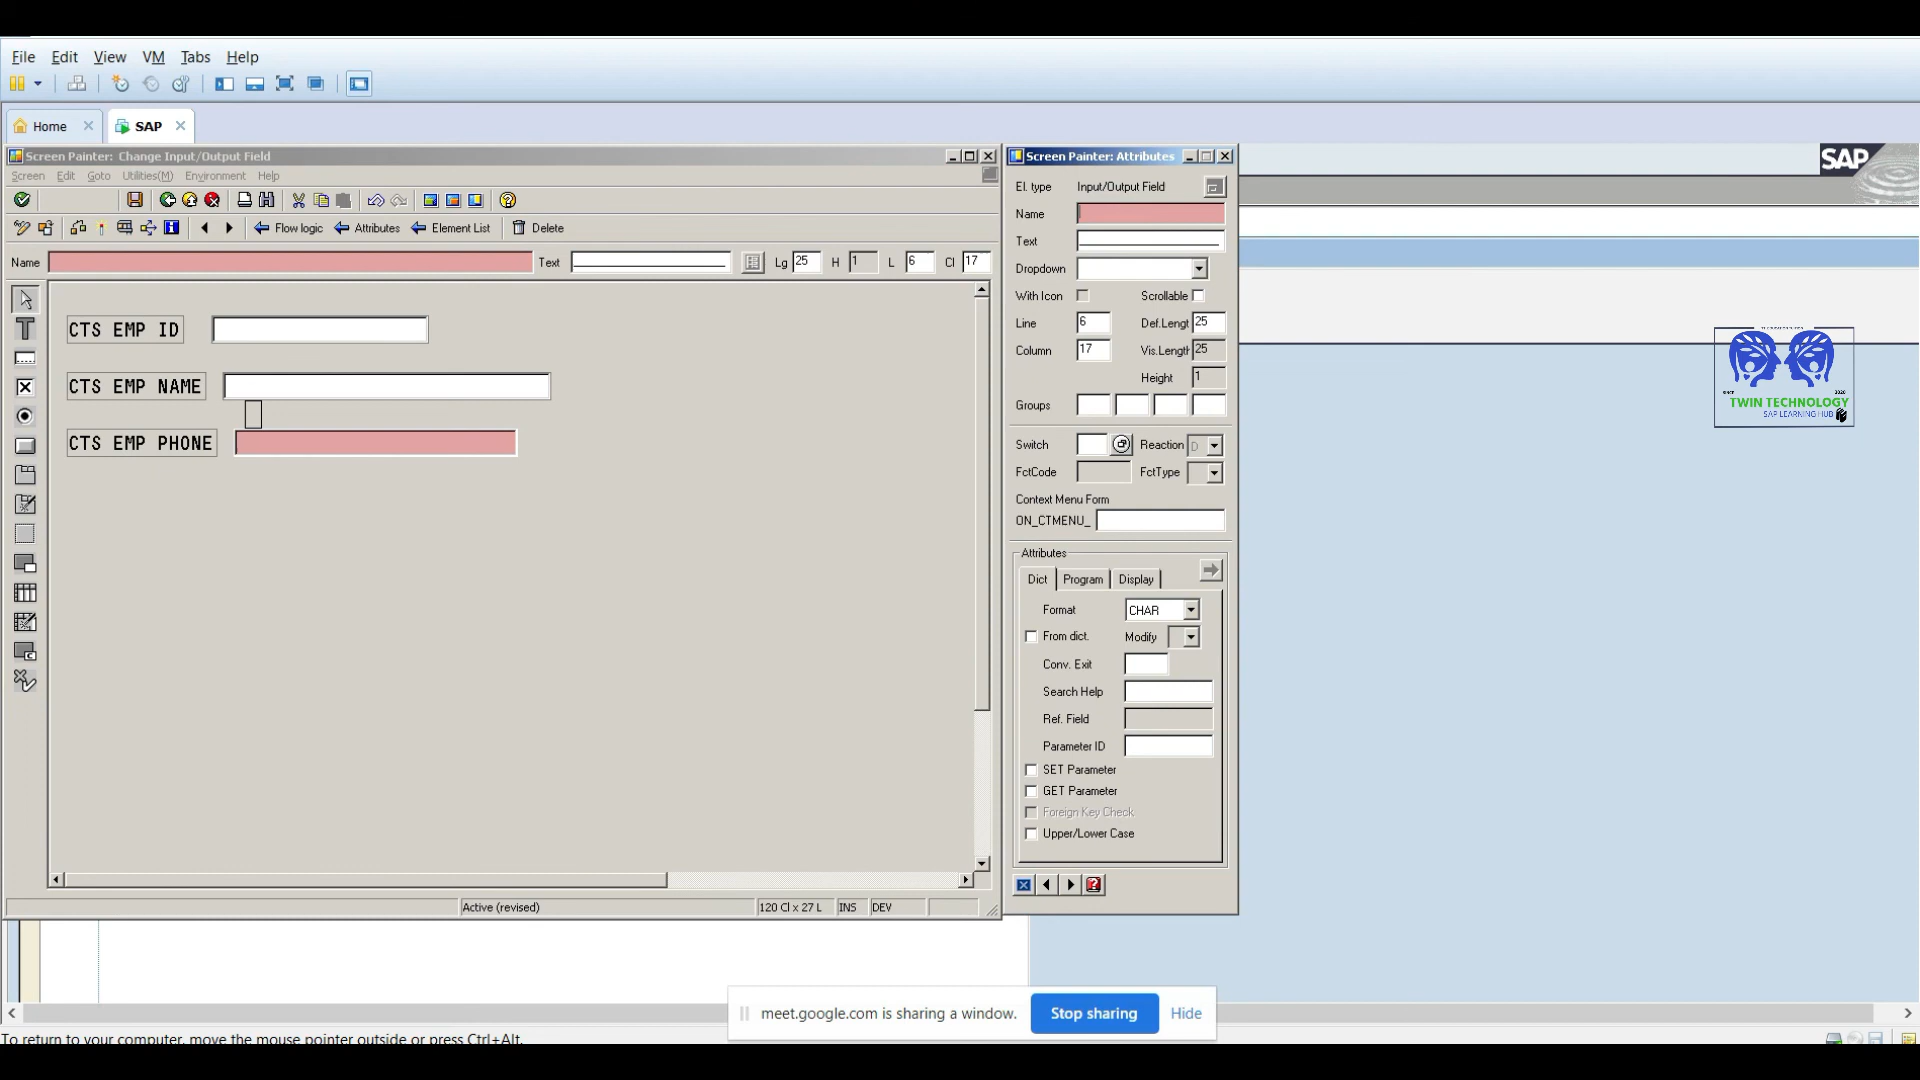 File Edit View VM Tabs Help
Home SAP
Screen Painter: Change Input/Output Field
Screen Edit Goto Utilities(M) Environment Help
Flow logic Attributes Element List Delete
Name Text Lg 25 H 1 L 6 Cl 17
CTS EMP ID
CTS EMP NAME
CTS EMP PHONE
Active (revised) 120 Cl x 27 L INS DEV
Screen Painter: Attributes
El. type Input/Output Field
Name
Text
Dropdown
With Icon Scrollable
Line 6 Def.Lengt 25
Column 17 Vis.Length 25
Height 1
Groups
Switch Reaction D
FctCode FctType
Context Menu Form
ON_CTMENU_
Attributes
Dict Program Display
Format CHAR
From dict. Modify
Conv. Exit
Search Help
Ref. Field
Parameter ID
SET Parameter
GET Parameter
Foreign Key Check
Upper/Lower Case
SAP
SINCE 2020
TWIN TECHNOLOGY
SAP LEARNING HUB
meet.google.com is sharing a window. Stop sharing Hide
To return to your computer, move the mouse pointer outside or press Ctrl+Alt.